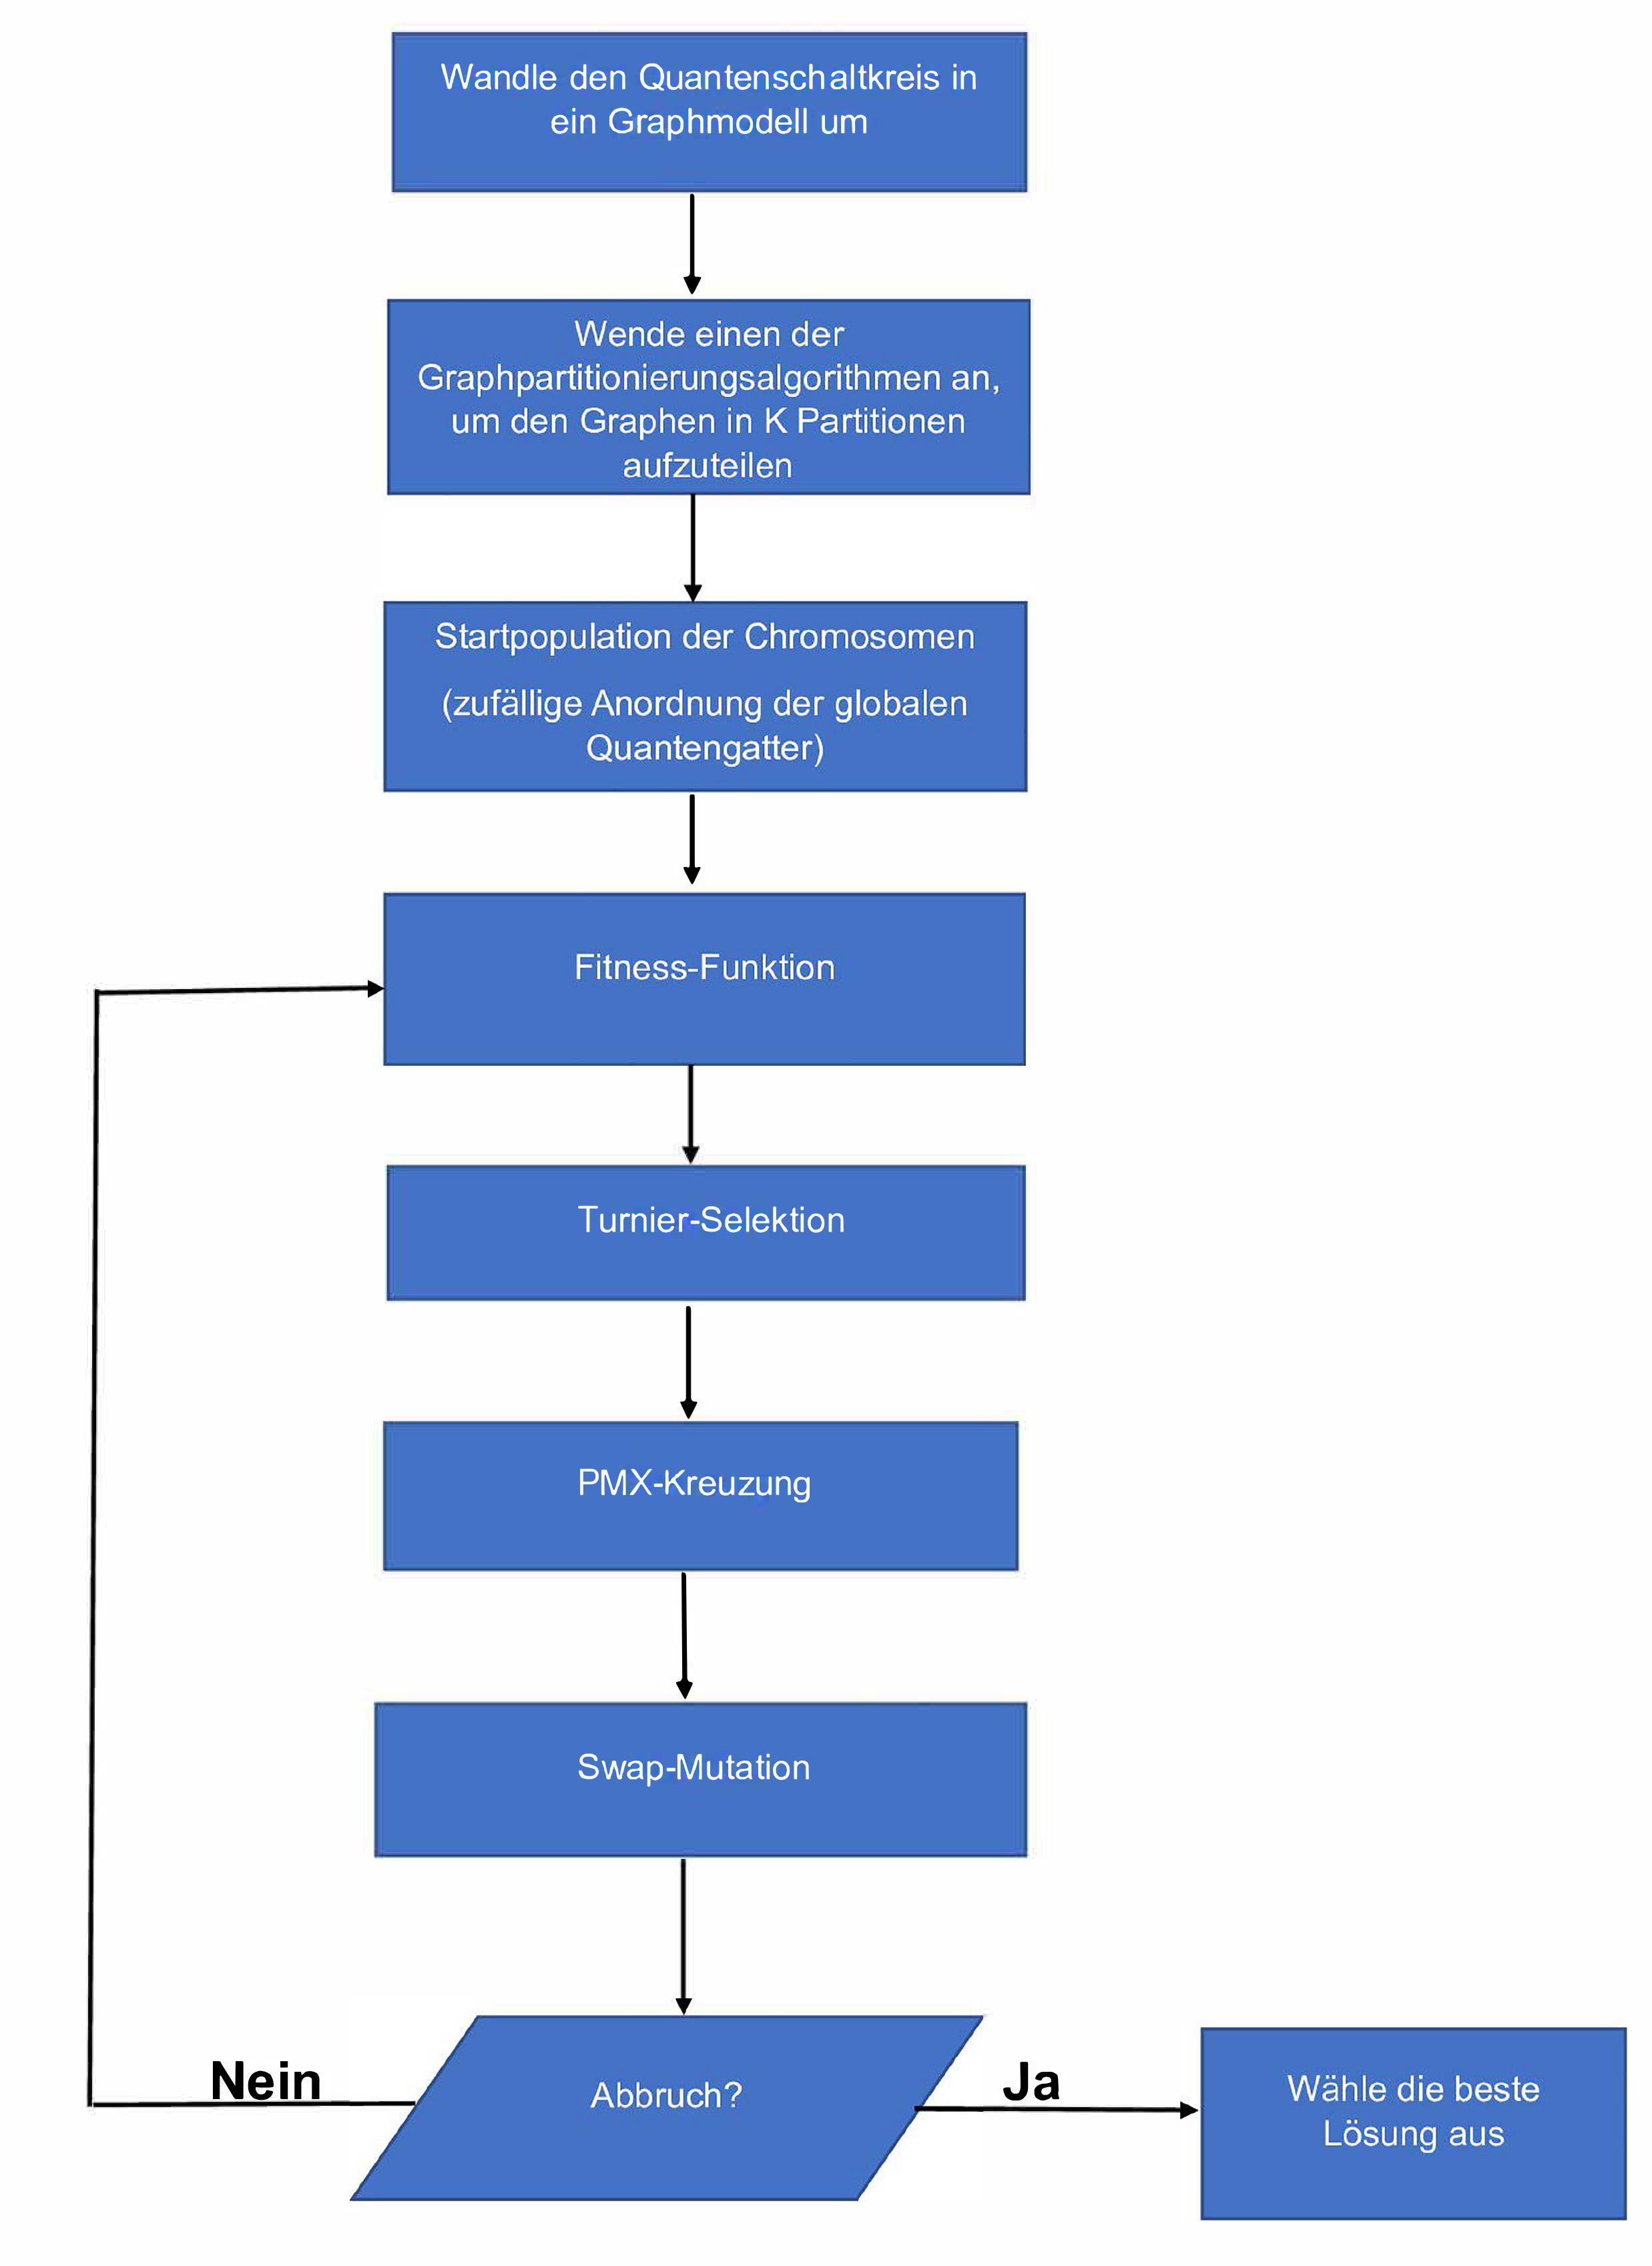 Wandle den Quantenschaltkreis in
ein Graphmodell um
Wende einen der
Graphpartitionierungsalgorithmen an,
um den Graphen in K Partitionen
aufzuteilen
Startpopulation der Chromosomen
(zufällige Anordnung der globalen
Quantengatter)
Fitness-Funktion
Turnier-Selektion
PMX-Kreuzung
Swap-Mutation
Nein
Abbruch?
Ja
Wähle die beste
Lösung aus